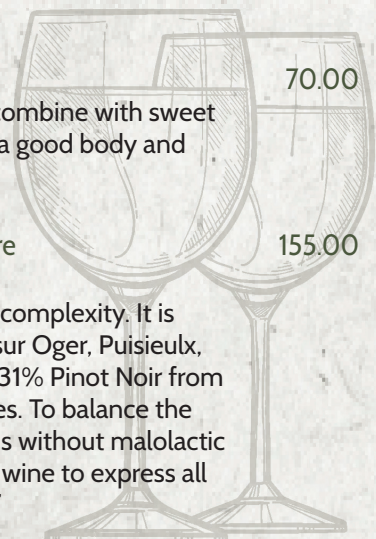 70.00
combine with sweet
a good body and
re 155.00
complexity. It is
sur Oger, Puisieulx,
31% Pinot Noir from
es. To balance the
s without malolactic
wine to express all